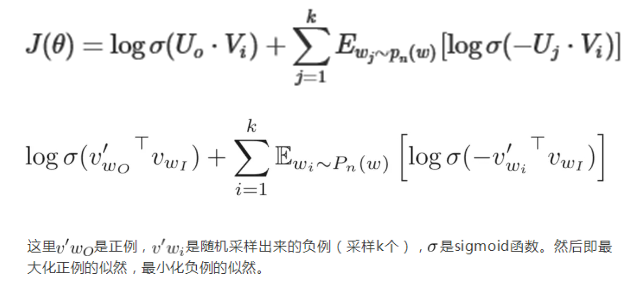 J(θ) = log σ(U_o · V_i) + ∑_{j=1}^{k} E_{w_j∼p_n(w)}[log σ(−U_j · V_i)]
log σ(v′_{w_O}^⊤ v_{w_I}) + ∑_{i=1}^{k} 𝔼_{w_i∼P_n(w)} [log σ(−v′_{w_i}^⊤ v_{w_I})]
这里v′w_O是正例，v′w_i是随机采样出来的负例（采样k个）, σ是sigmoid函数。然后即最
大化正例的似然，最小化负例的似然。